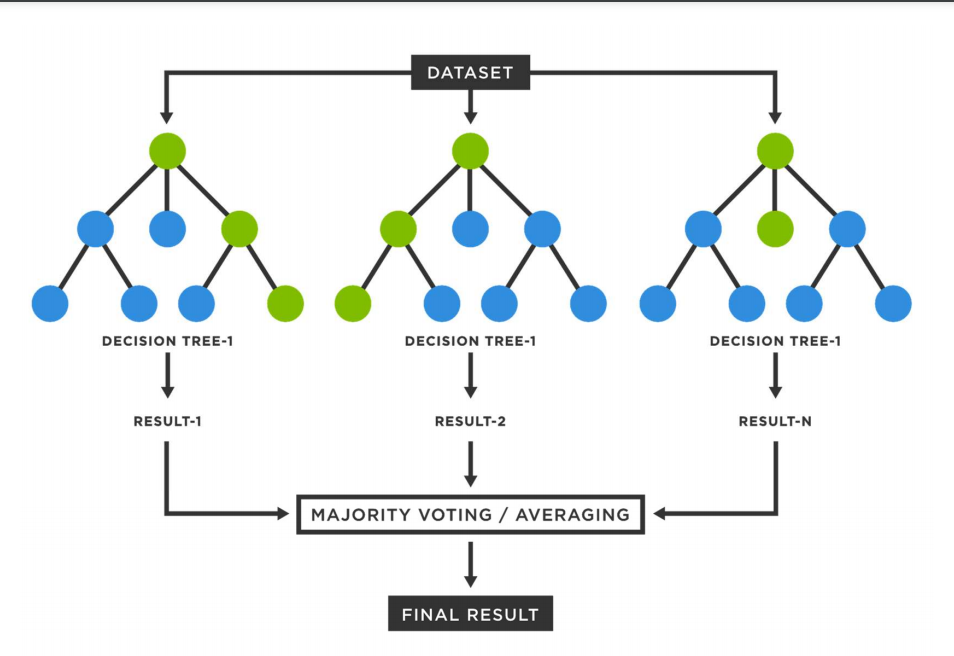 DATASET
DECISION TREE-1
DECISION TREE-1
DECISION TREE-1
RESULT-1
RESULT-2
RESULT-N
MAJORITY VOTING / AVERAGING
FINAL RESULT